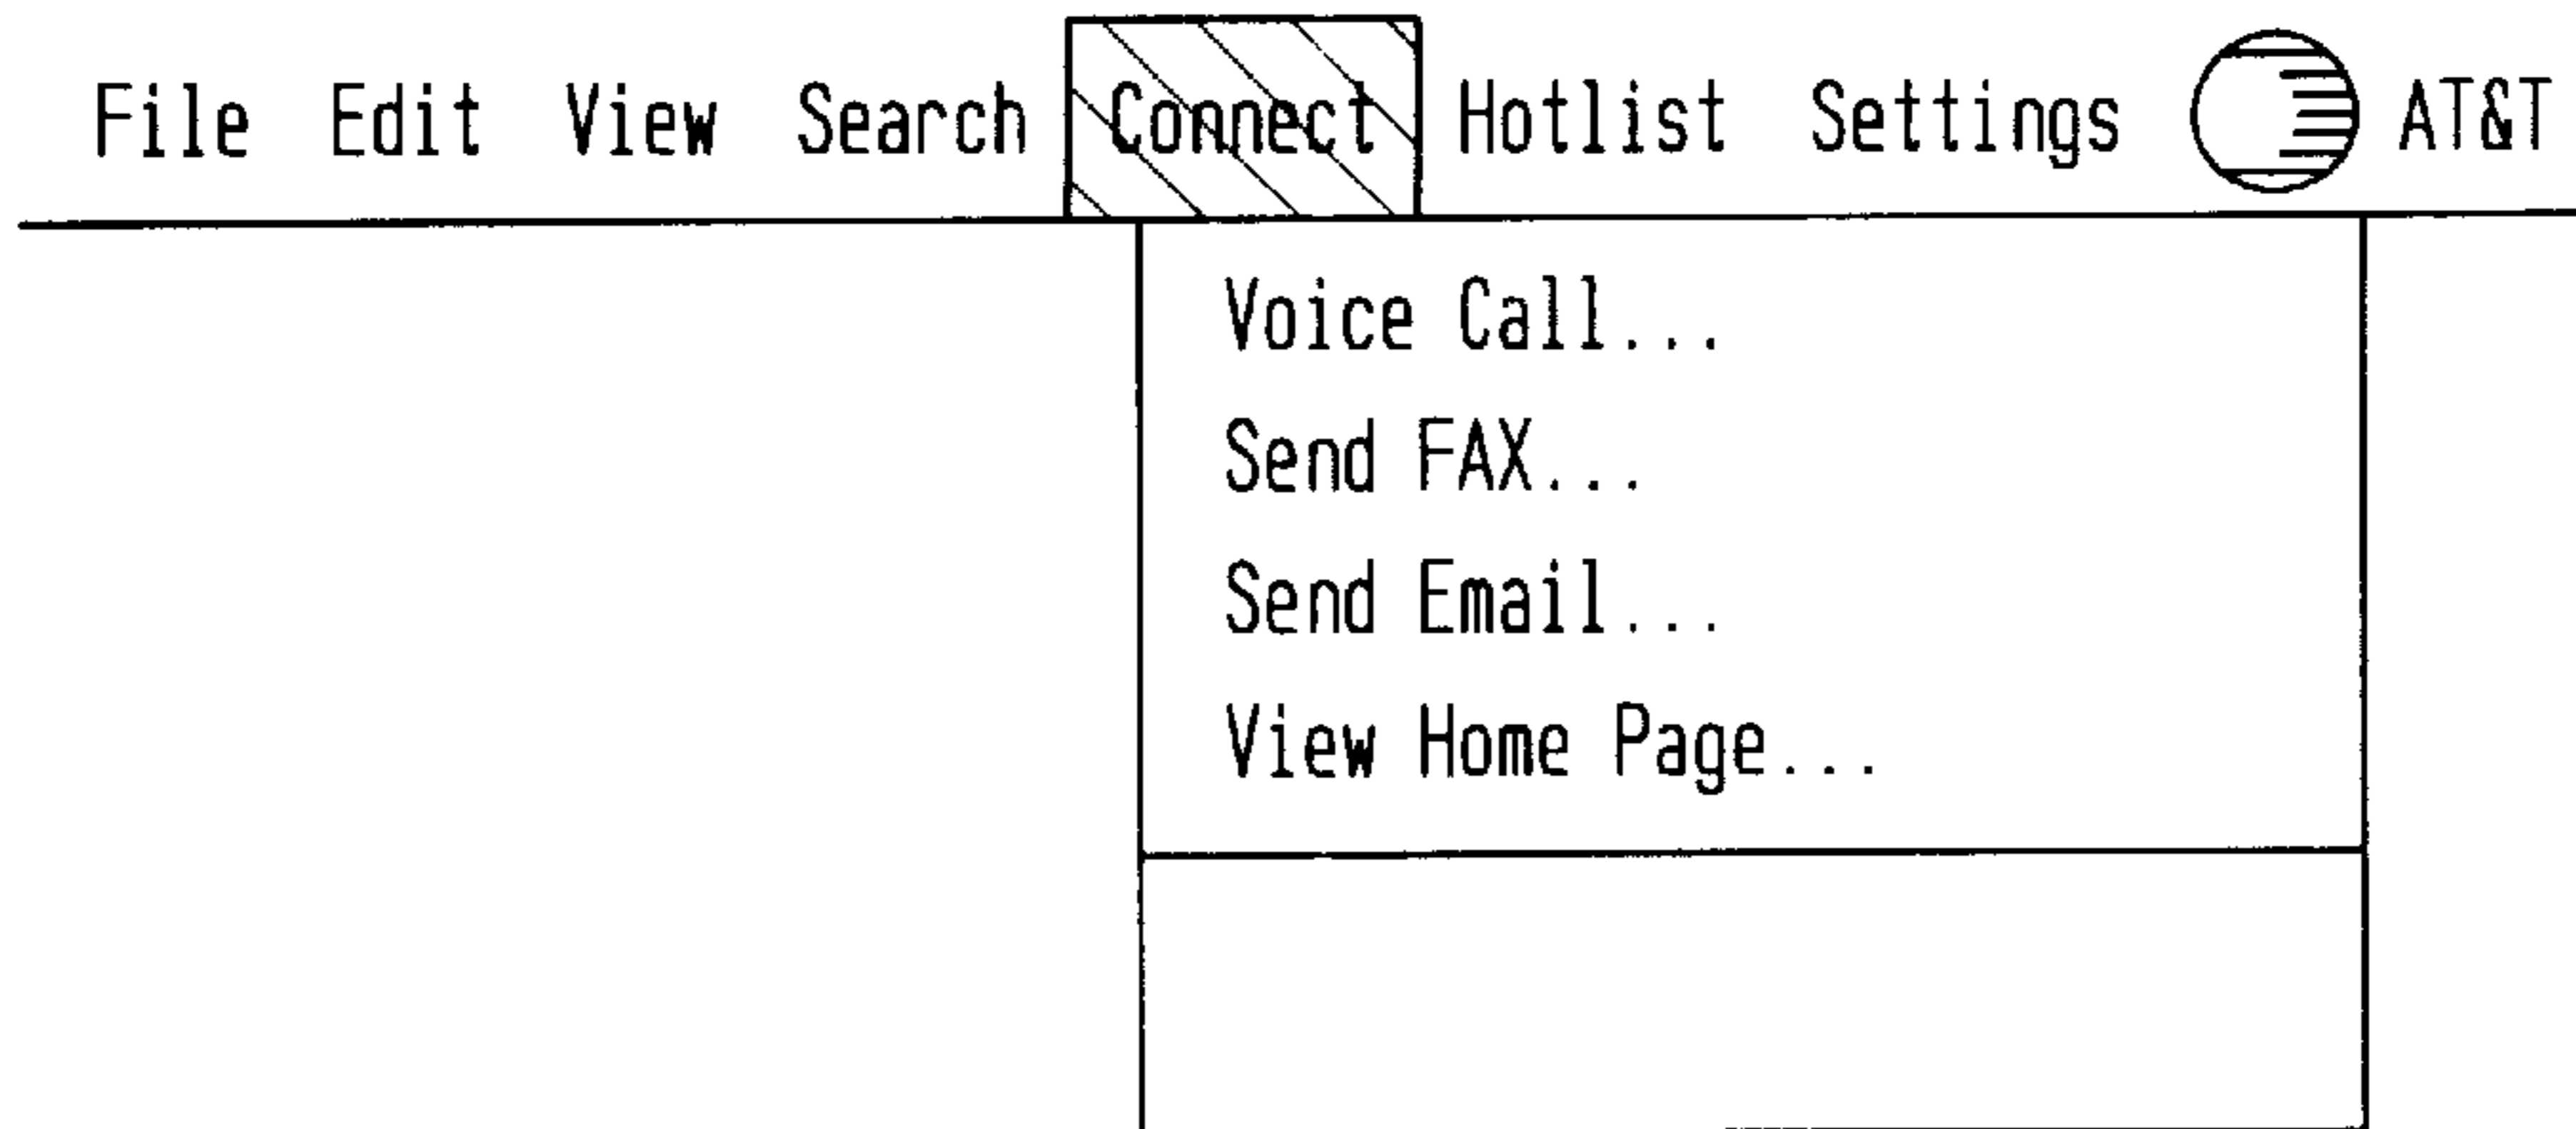 File Edit View Search Connect Hotlist Settings AT&T
Voice Call...
Send FAX...
Send Email...
View Home Page...